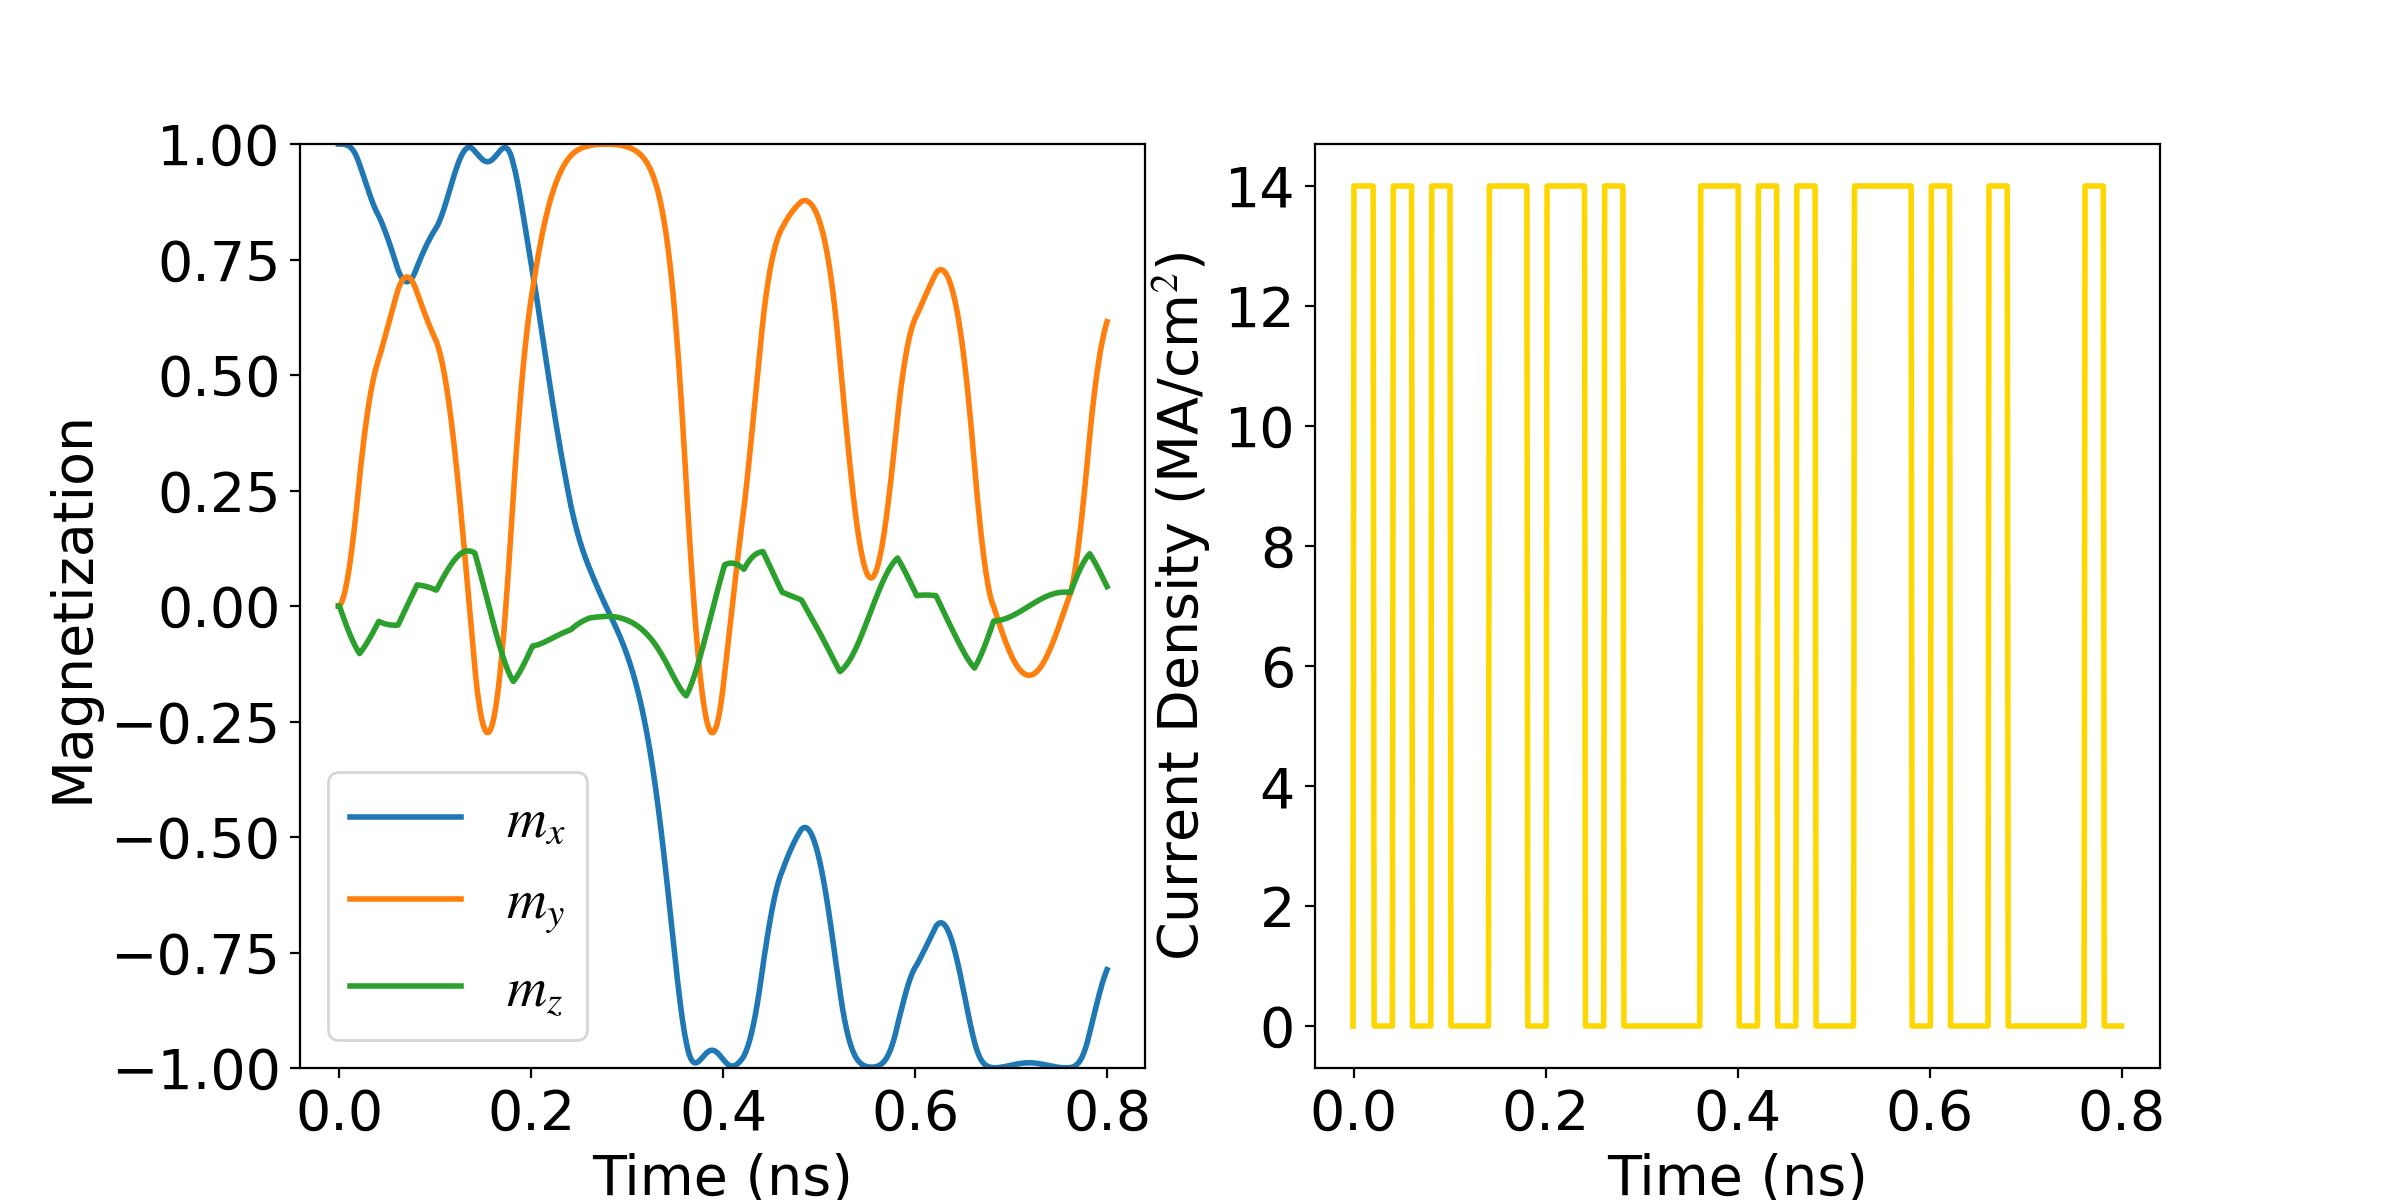 1.00
0.75
0.50
0.25
0.00
−0.25
−0.50
−0.75
−1.00
Magnetization
m_x
m_y
m_z
0.0 0.2 0.4 0.6 0.8
Time (ns)
14
12
10
8
6
4
2
0
Current Density (MA/cm²)
0.0 0.2 0.4 0.6 0.8
Time (ns)